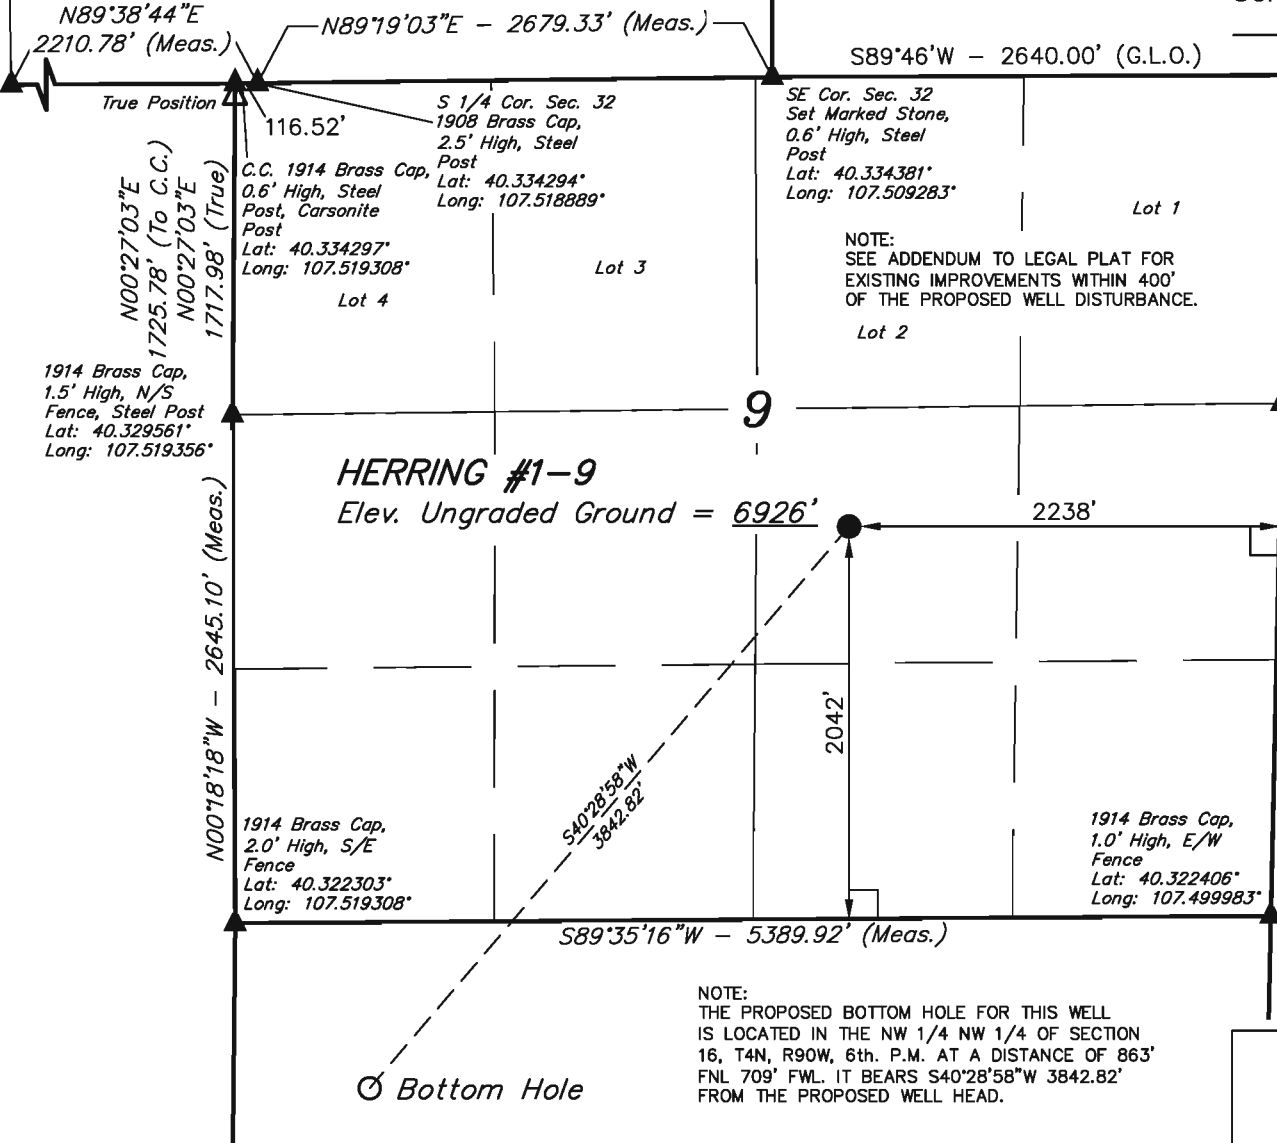 N89°38'44"E
2210.78' (Meas.)
N89°19'03"E - 2679.33' (Meas.)
S89°46'W - 2640.00' (G.L.O.)
True Position
116.52'
S 1/4 Cor. Sec. 32
1908 Brass Cap,
2.5' High, Steel
Post
Lat: 40.334294°
Long: 107.518889°
SE Cor. Sec. 32
Set Marked Stone,
0.6' High, Steel
Post
Lat: 40.334381°
Long: 107.509283°
C.C. 1914 Brass Cap,
0.6' High, Steel
Post, Carsonite
Post
Lat: 40.334297°
Long: 107.519308°
N00°27'03"E
1725.78' (To C.C.)
N00°27'03"E
1717.98' (True)
Lot 4
Lot 3
Lot 1
NOTE:
SEE ADDENDUM TO LEGAL PLAT FOR
EXISTING IMPROVEMENTS WITHIN 400'
OF THE PROPOSED WELL DISTURBANCE.
Lot 2
1914 Brass Cap,
1.5' High, N/S
Fence, Steel Post
Lat: 40.329561°
Long: 107.519356°
9
HERRING #1-9
Elev. Ungraded Ground = 6926'
2238'
N00°18'18"W - 2645.10' (Meas.)
2042'
S40°28'58"W
3842.82'
1914 Brass Cap,
2.0' High, S/E
Fence
Lat: 40.322303°
Long: 107.519308°
1914 Brass Cap,
1.0' High, E/W
Fence
Lat: 40.322406°
Long: 107.499983°
S89°35'16"W - 5389.92' (Meas.)
NOTE:
THE PROPOSED BOTTOM HOLE FOR THIS WELL
IS LOCATED IN THE NW 1/4 NW 1/4 OF SECTION
16, T4N, R90W, 6th. P.M. AT A DISTANCE OF 863'
FNL 709' FWL. IT BEARS S40°28'58"W 3842.82'
FROM THE PROPOSED WELL HEAD.
Bottom Hole